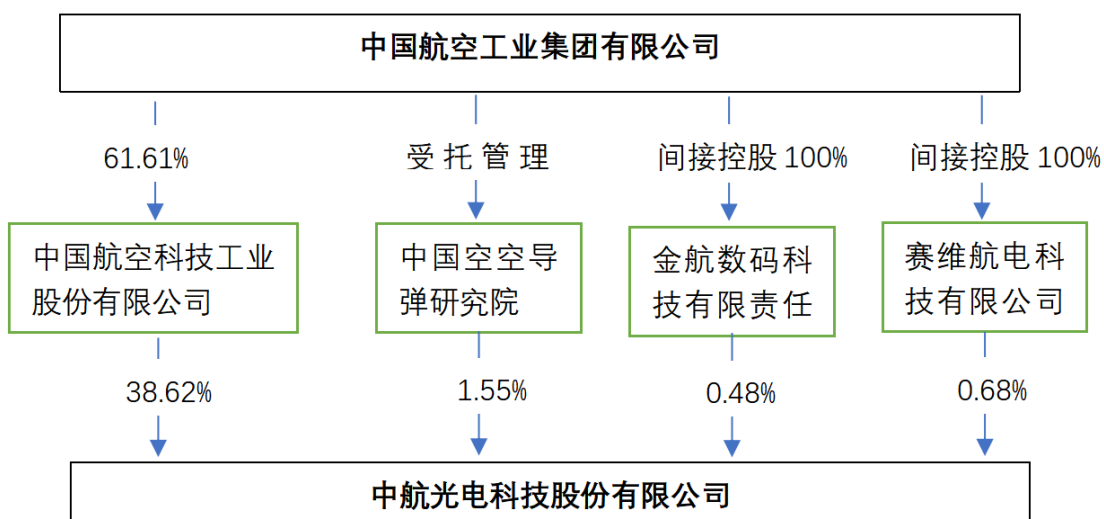 中国航空工业集团有限公司
61.61%
受托管理
间接控股 100%
间接控股 100%
中国航空科技工业
股份有限公司
中国空空导
弹研究院
金航数码科
技有限责任
赛维航电科
技有限公司
38.62%
1.55%
0.48%
0.68%
中航光电科技股份有限公司